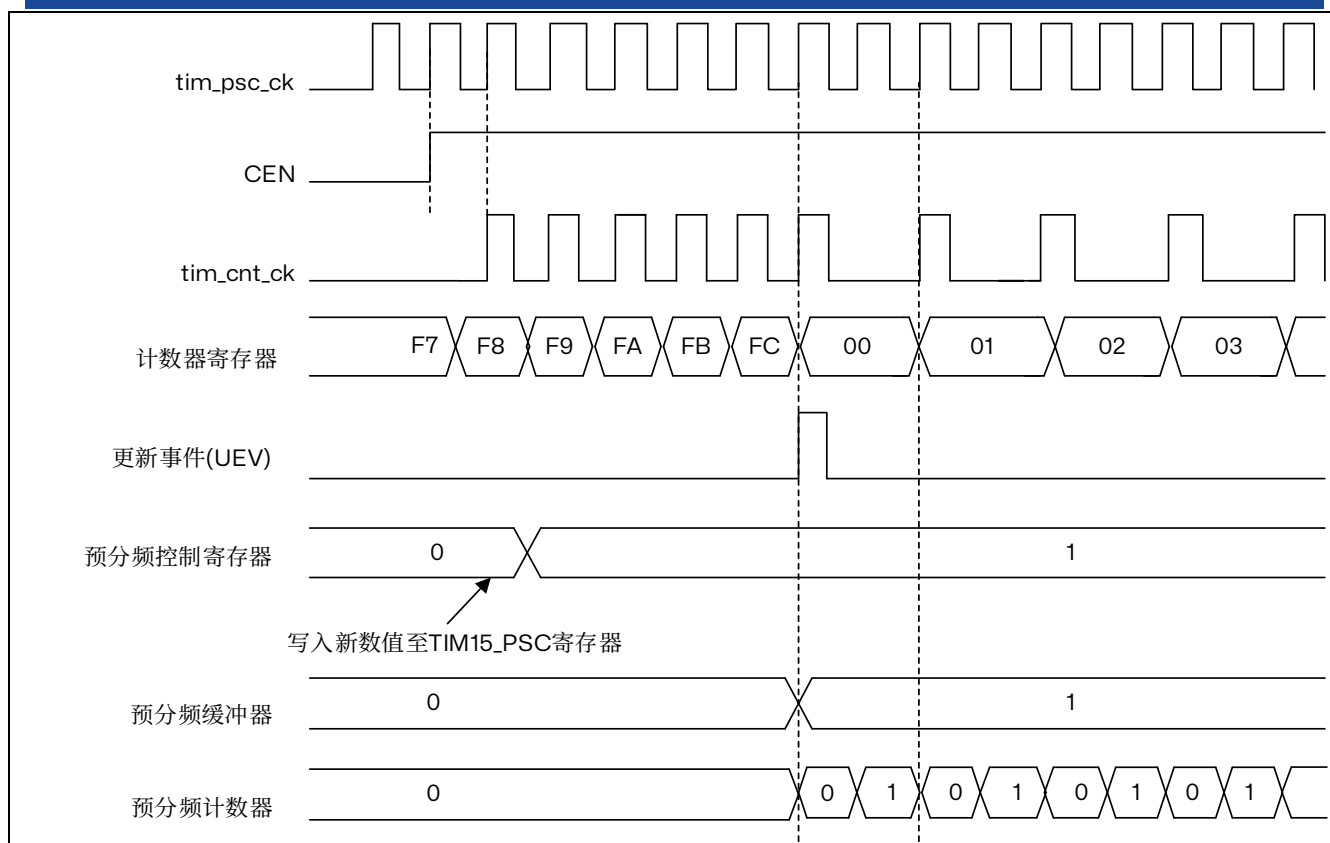 tim_psc_ck
CEN
tim_cnt_ck
计数器寄存器 F7 F8 F9 FA FB FC 00 01 02 03
更新事件(UEV)
预分频控制寄存器 0 1
写入新数值至TIM15_PSC寄存器
预分频缓冲器 0 1
预分频计数器 0 0 1 0 1 0 1 0 1